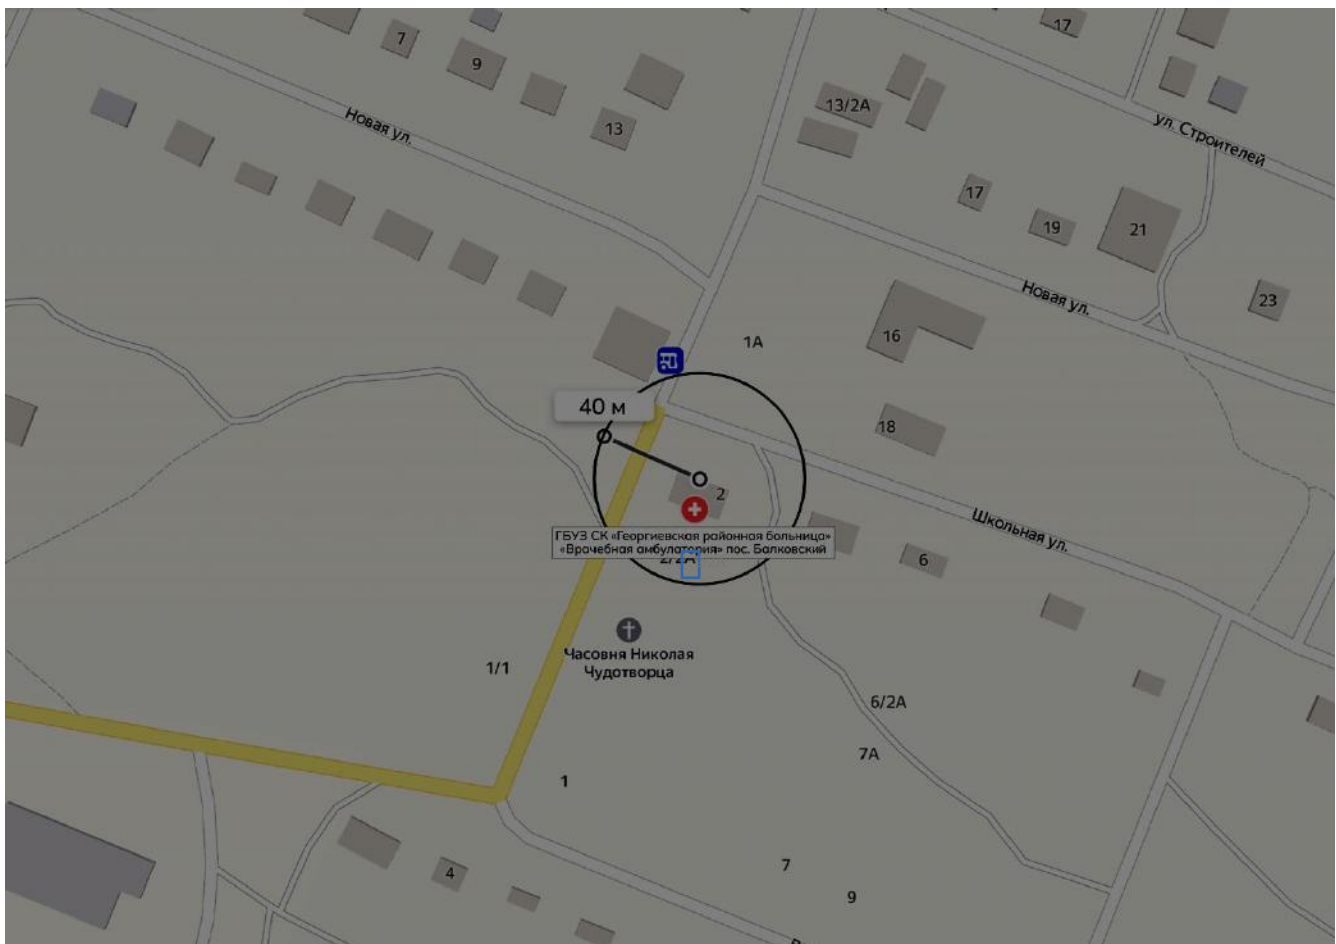 17
7
9
13/2А
Новая ул.
13
ул. Строителей
17
19
21
Новая ул.
23
1А
16
40 м
18
2
Школьная ул.
ГБУЗ СК «Георгиевская районная больница»
«Врачебная амбулатория» пос. Балковский
2/2А
6
Часовня Николая
Чудотворца
1/1
6/2А
7А
1
7
4
9